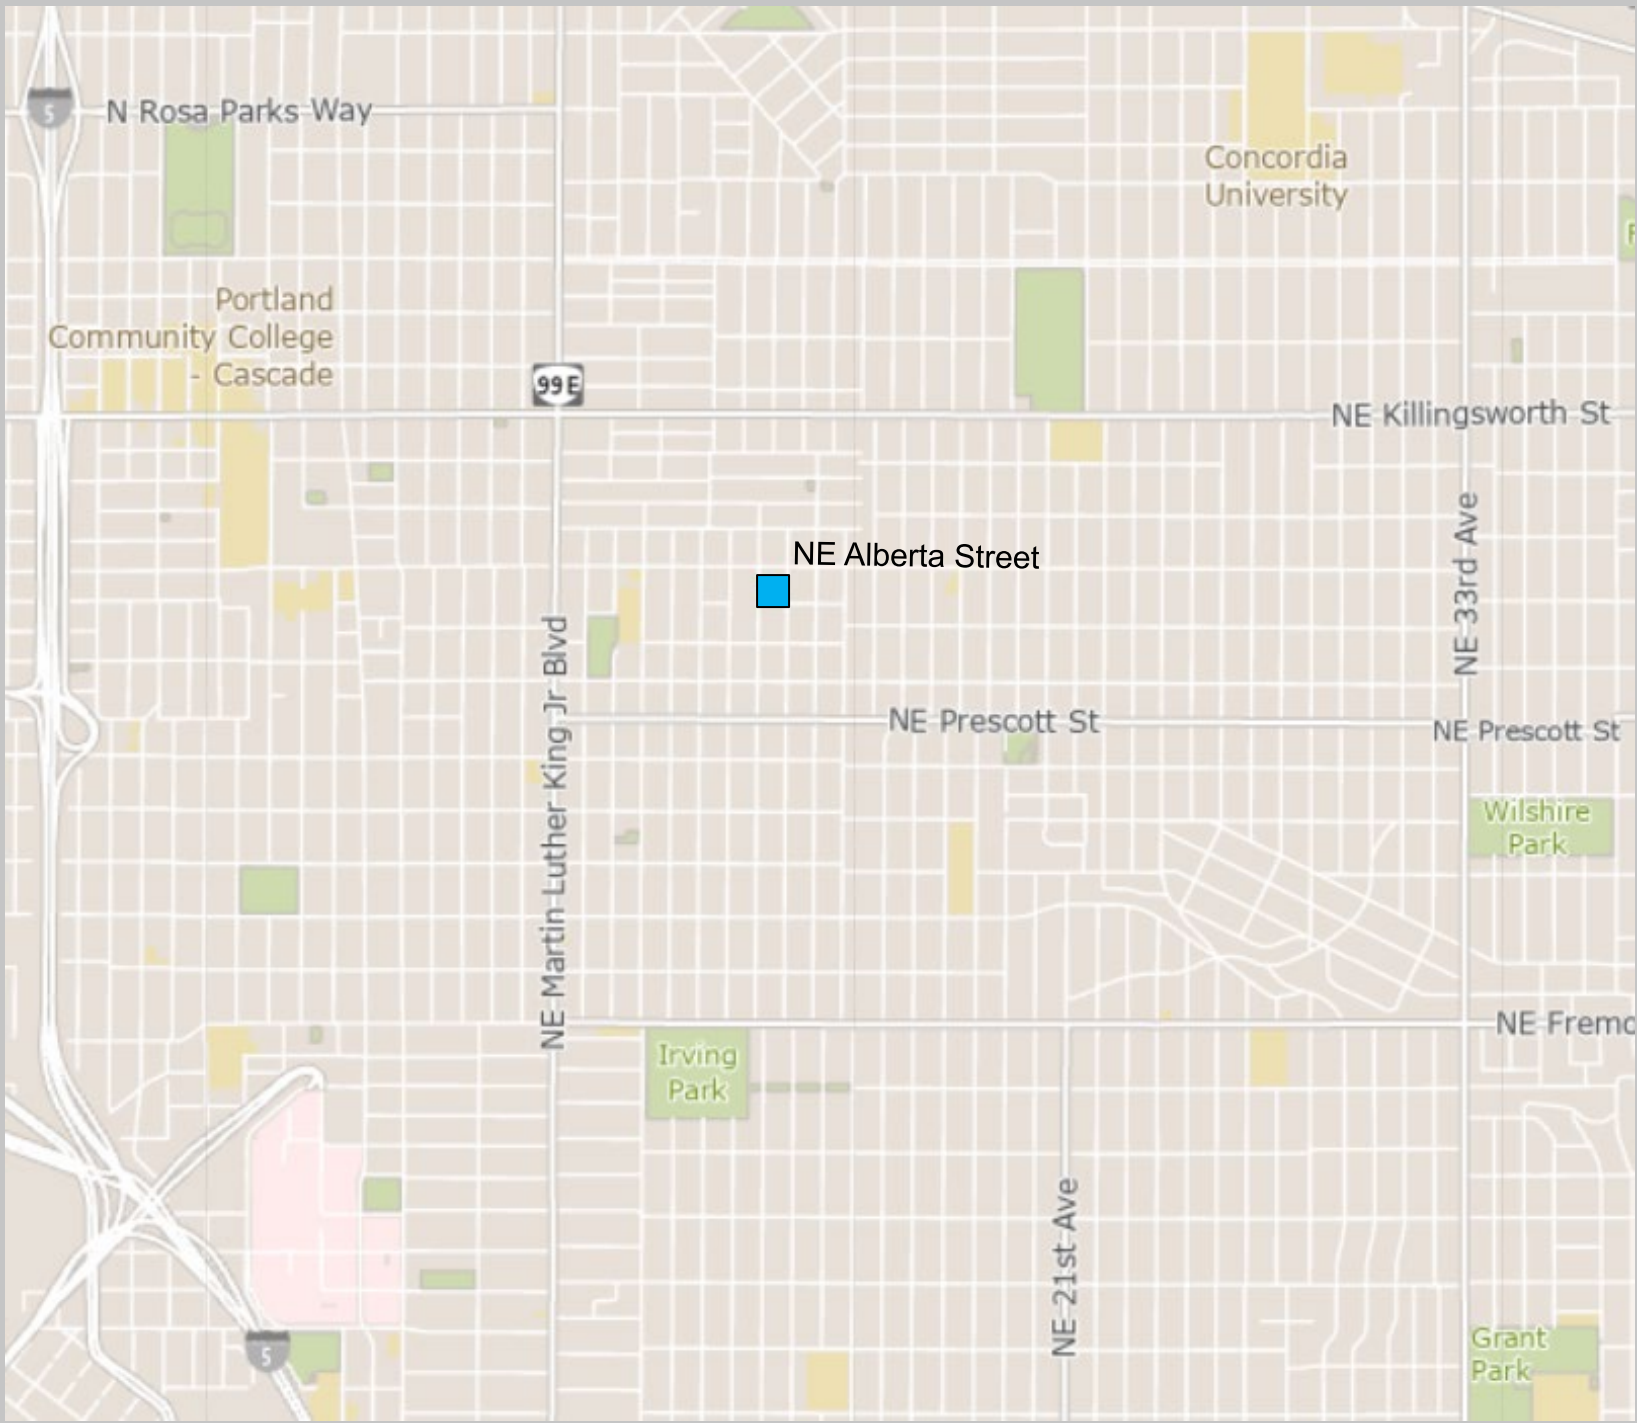 5
N Rosa Parks Way
Concordia
University
Portland
Community College
- Cascade
99E
NE Killingsworth St
NE 33rd Ave
NE Alberta Street
NE Martin Luther King Jr Blvd
NE Prescott St
NE Prescott St
Wilshire
Park
NE Fremo
Irving
Park
NE 21st Ave
5
Grant
Park